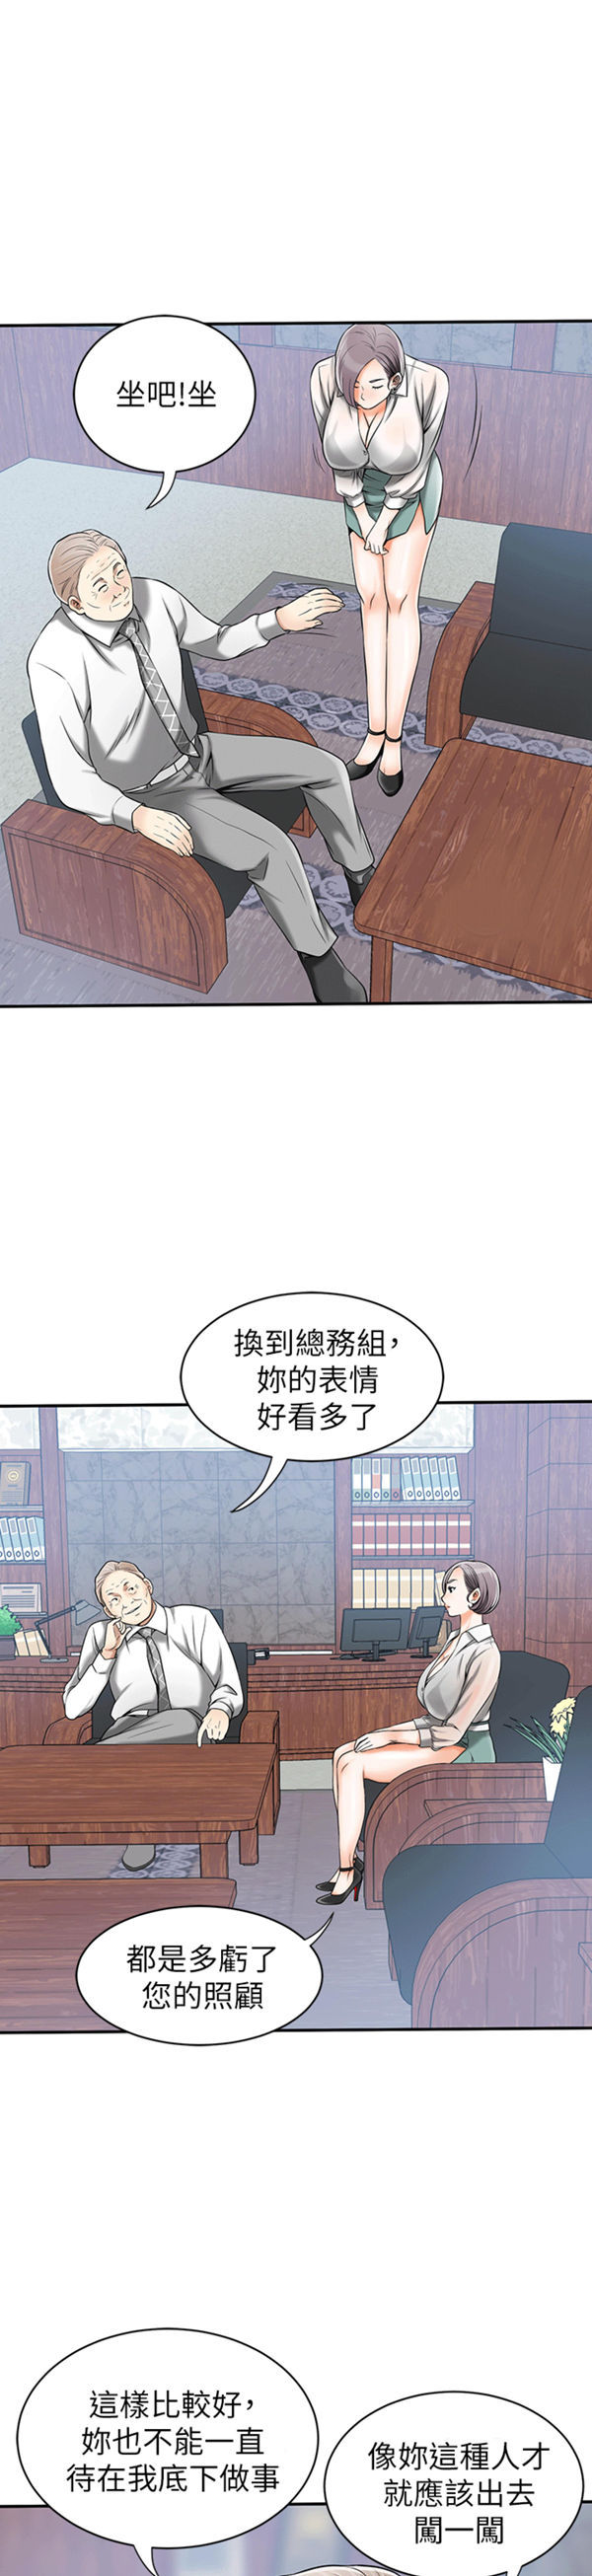 坐吧!坐
換到總務組,
妳的表情
好看多了
都是多虧了
您的照顧
這樣比較好,
妳也不能一直
待在我底下做事
像妳這種人才
就應該出去
闖一闖